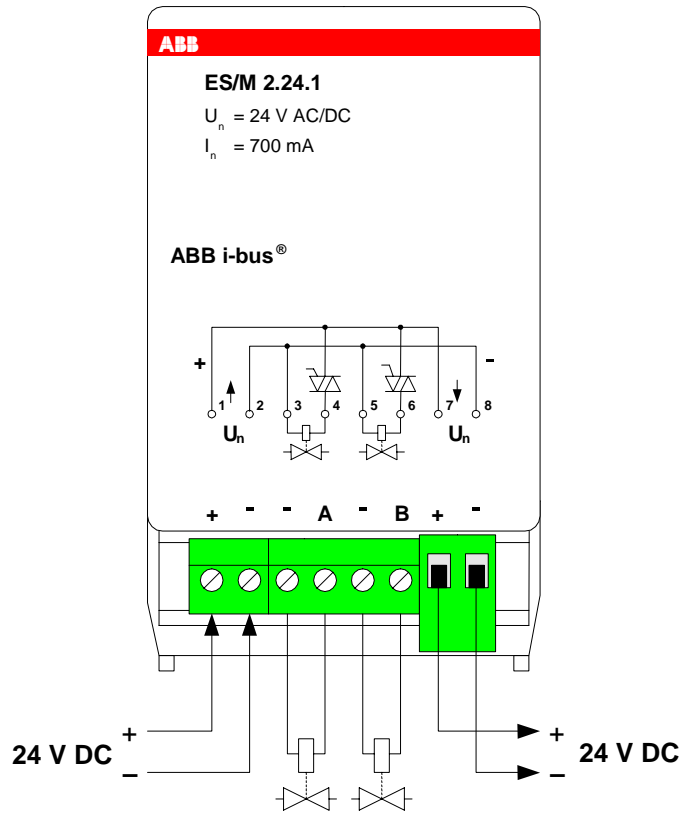 ABB
ES/M 2.24.1
Un = 24 V AC/DC
In = 700 mA
ABB i-bus®
+ -
1 2 3 4 5 6 7 8
Un Un
+ - - A - B + -
+ +
24 V DC 24 V DC
– –